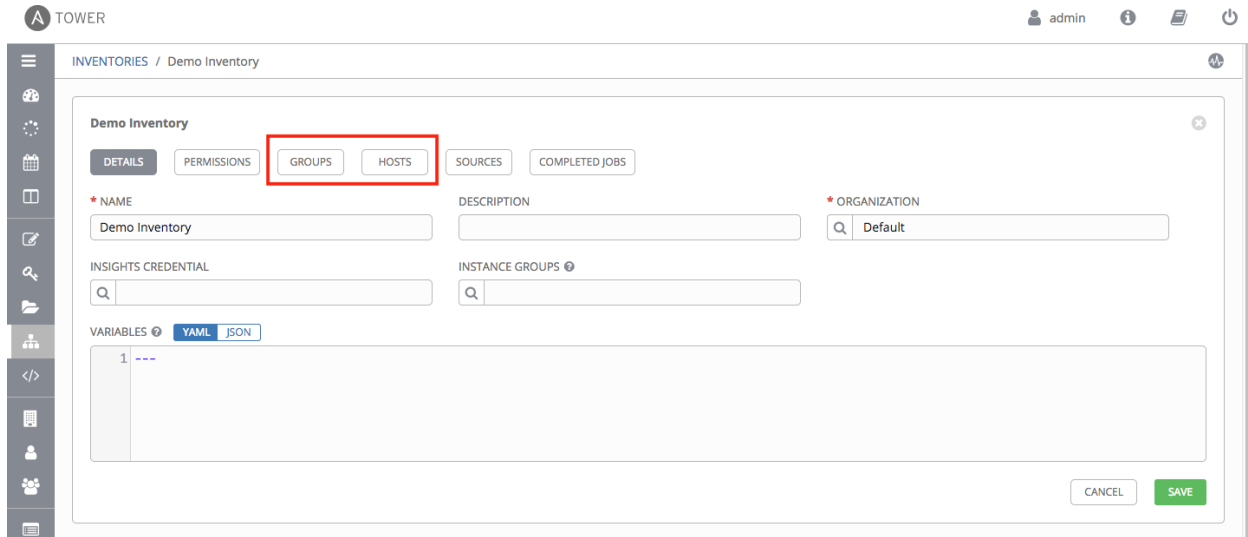 A TOWER admin
INVENTORIES / Demo Inventory
Demo Inventory
DETAILS PERMISSIONS GROUPS HOSTS SOURCES COMPLETED JOBS
* NAME DESCRIPTION * ORGANIZATION
Demo Inventory Default
INSIGHTS CREDENTIAL INSTANCE GROUPS
VARIABLES YAML JSON
1 ---
CANCEL SAVE